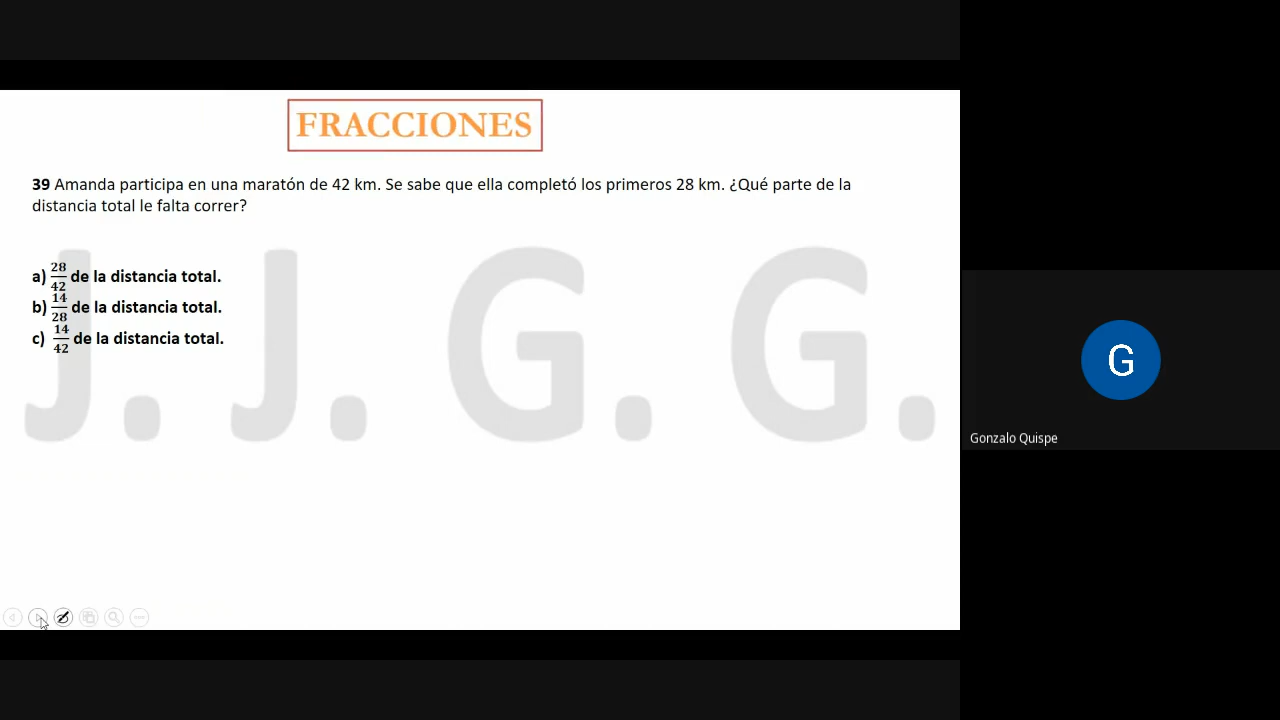 FRACCIONES
39 Amanda participa en una maratón de 42 km. Se sabe que ella completó los primeros 28 km. ¿Qué parte de la
distancia total le falta correr?
a) 28/42 de la distancia total.
b) 14/28 de la distancia total.
c) 14/42 de la distancia total.
J. J. G. G.
G
Gonzalo Quispe